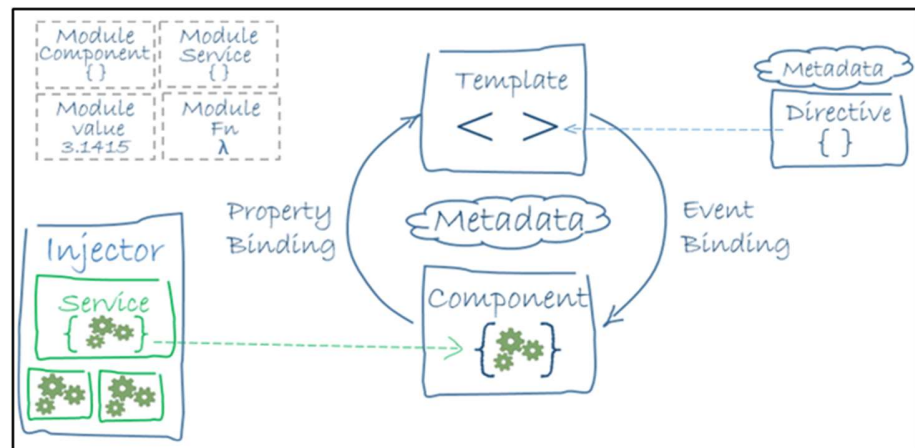 Module
Component
{ }
Module
Service
{ }
Module
value
3.1415
Module
Fn
λ
Template
< >
Metadata
Directive
{ }
Property
Binding
Metadata
Event
Binding
Injector
Service
{ }
Component
{ }